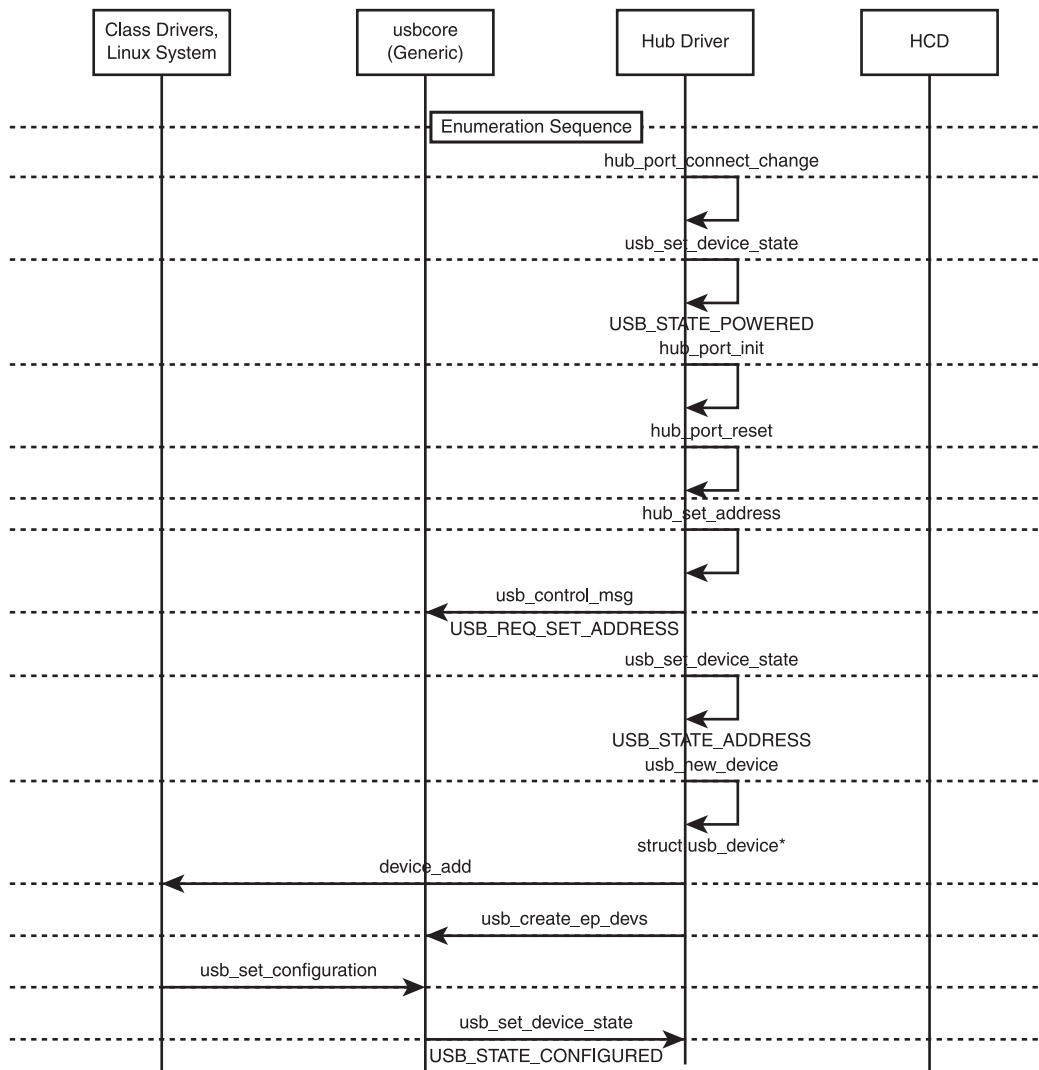 Class Drivers,
Linux System
usbcore
(Generic)
Hub Driver
HCD
Enumeration Sequence
hub_port_connect_change
usb_set_device_state
USB_STATE_POWERED
hub_port_init
hub_port_reset
hub_set_address
usb_control_msg
USB_REQ_SET_ADDRESS
usb_set_device_state
USB_STATE_ADDRESS
usb_new_device
struct usb_device*
device_add
usb_create_ep_devs
usb_set_configuration
usb_set_device_state
USB_STATE_CONFIGURED